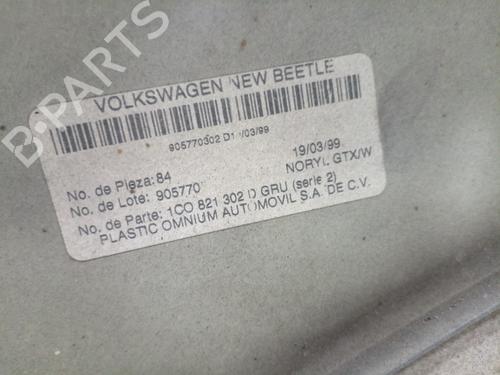 VOLKSWAGEN NEW BEETLE
905770302 D1 /03/99
No. de Pieza: 84
19/03/99
No. de Lote: 905770
NORYL GTX/W
No. de Parte: 1CO 821 302 D GRU (serie 2)
PLASTIC OMNIUM AUTOMOVIL S.A. DE C.V.
B-PARTS